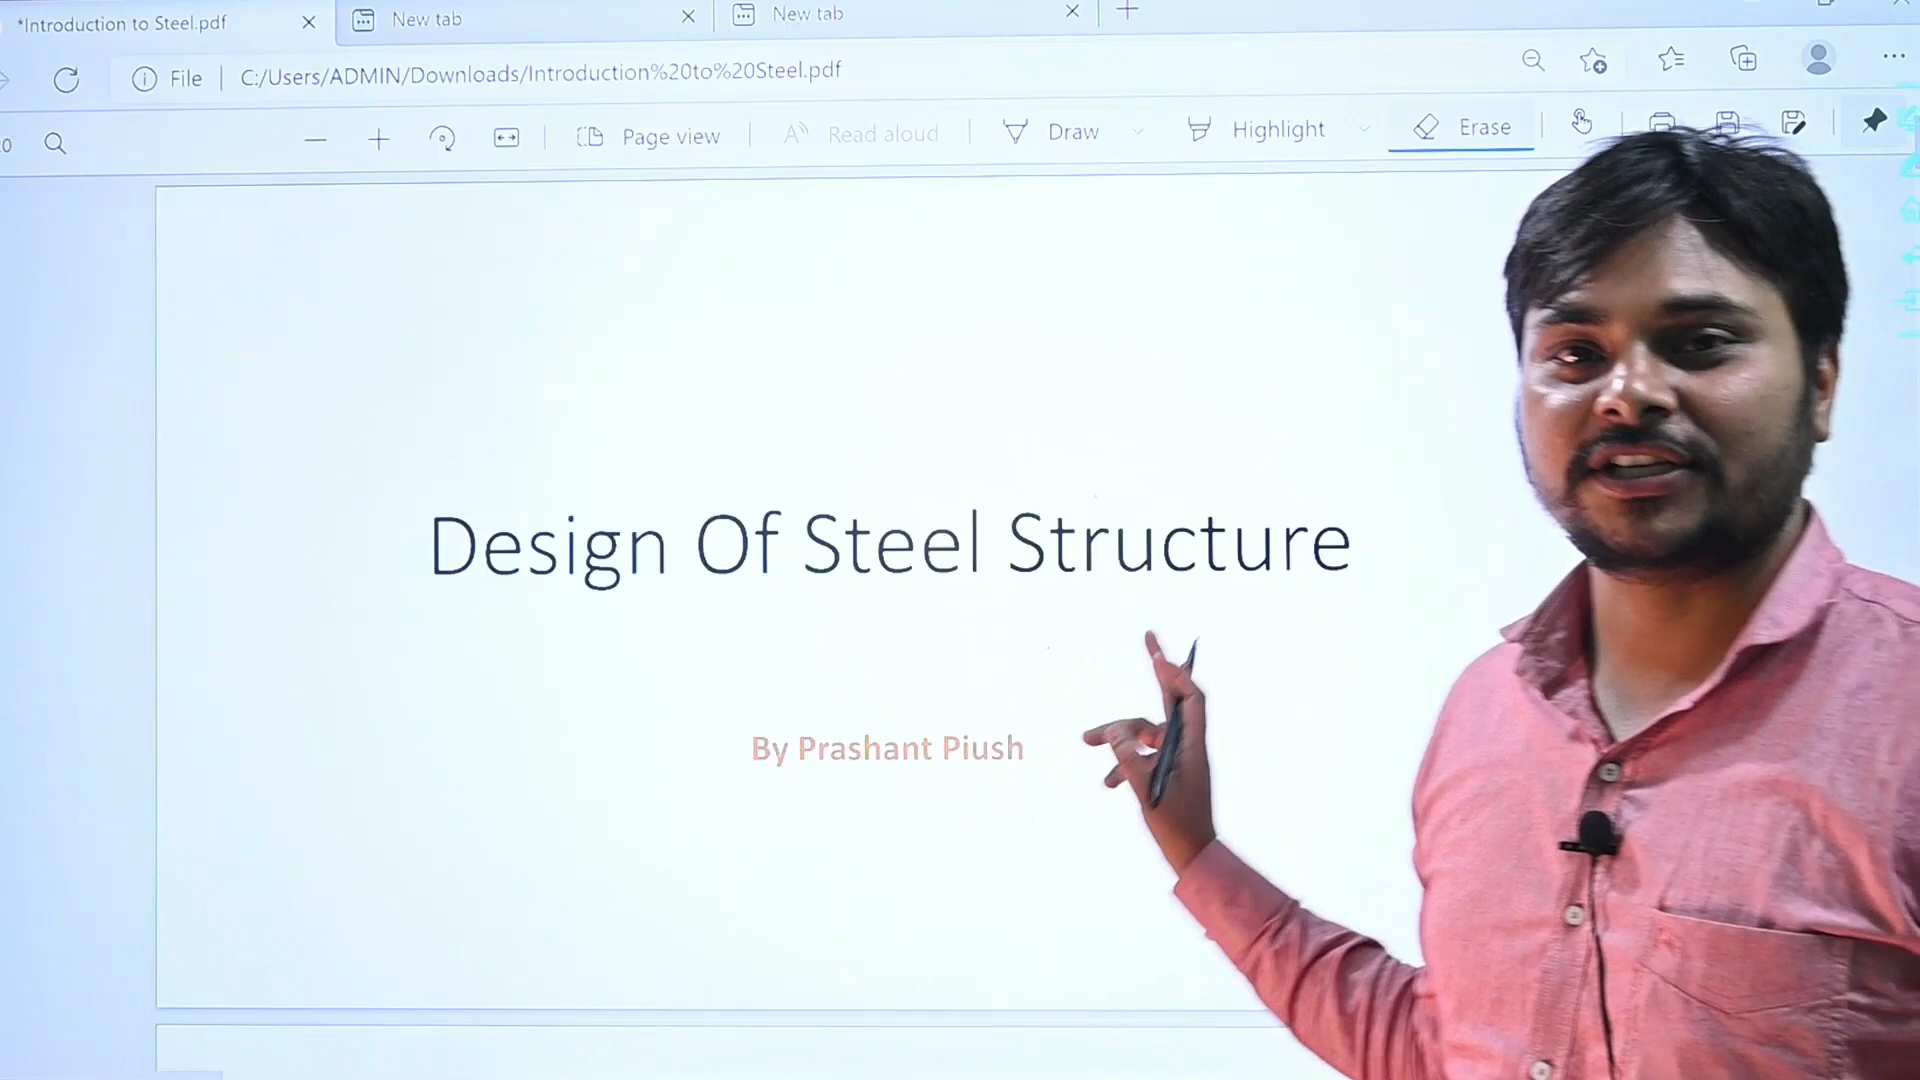 *Introduction to Steel.pdf
New tab
New tab
File
C:/Users/ADMIN/Downloads/Introduction%20to%20Steel.pdf
Page view
Read aloud
Draw
Highlight
Erase
Design Of Steel Structure
By Prashant Piush